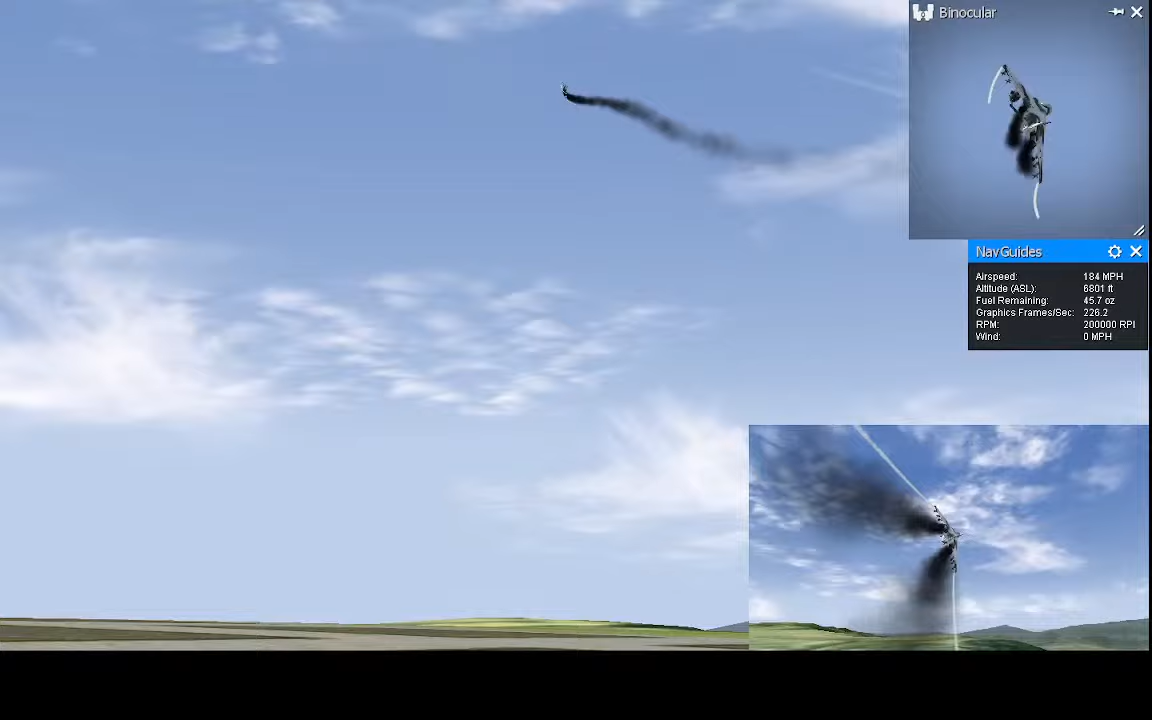 Binocular
NavGuides
Airspeed: 184 MPH
Altitude (ASL): 6801 ft
Fuel Remaining: 45.7 oz
Graphics Frames/Sec: 226.2
RPM: 200000 RPI
Wind: 0 MPH